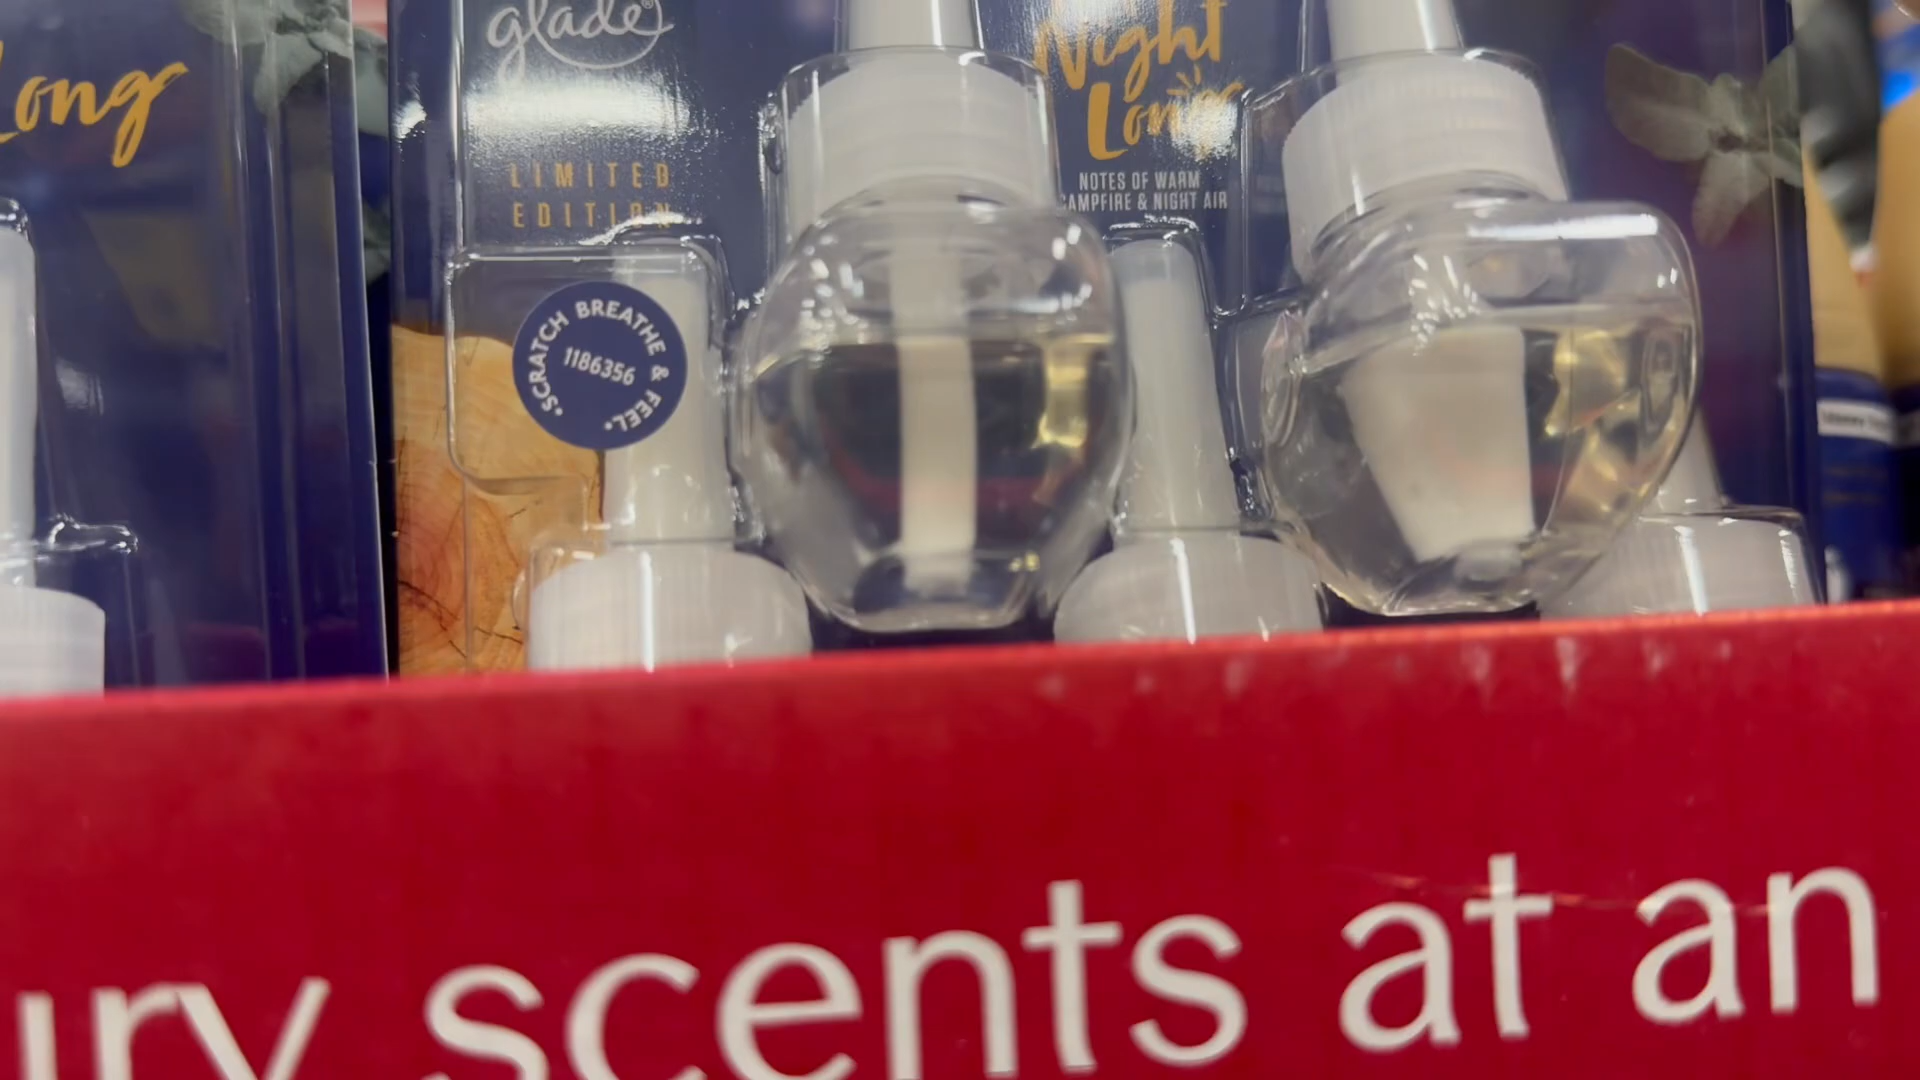 glade®
Night
Long
Long
LIMITED
EDITION
NOTES OF WARM
CAMPFIRE & NIGHT AIR
•SCRATCH BREATHE & FEEL•
1186356
ury scents at an